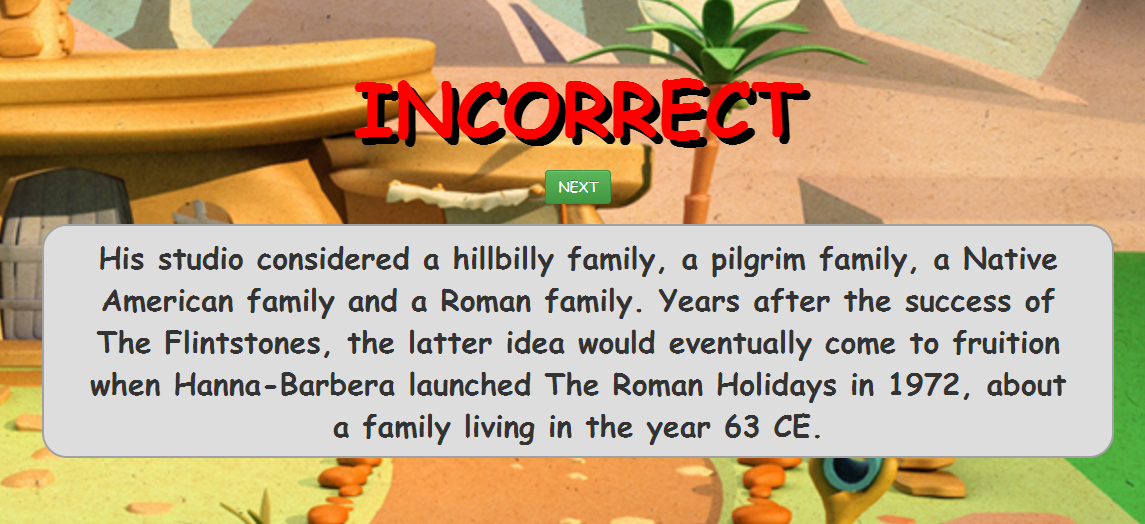 INCORRECT
NEXT
His studio considered a hillbilly family, a pilgrim family, a Native
American family and a Roman family. Years after the success of
The Flintstones, the latter idea would eventually come to fruition
when Hanna-Barbera launched The Roman Holidays in 1972, about
a family living in the year 63 CE.